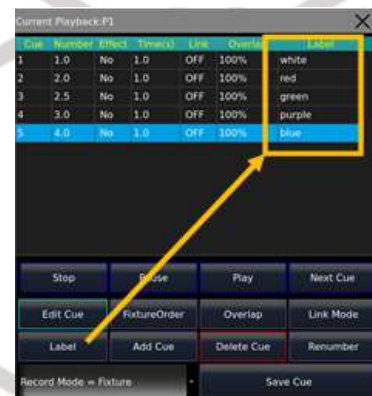 Current Playback:P1
Cue Number Effect Time(s) Link Overlap Label
1 1.0 No 1.0 OFF 100% white
2 2.0 No 1.0 OFF 100% red
3 2.5 No 1.0 OFF 100% green
4 3.0 No 1.0 OFF 100% purple
5 4.0 No 1.0 OFF 100% blue
Stop Pause Play Next Cue
Edit Cue FixtureOrder Overlap Link Mode
Label Add Cue Delete Cue Renumber
Record Mode = Fixture Save Cue